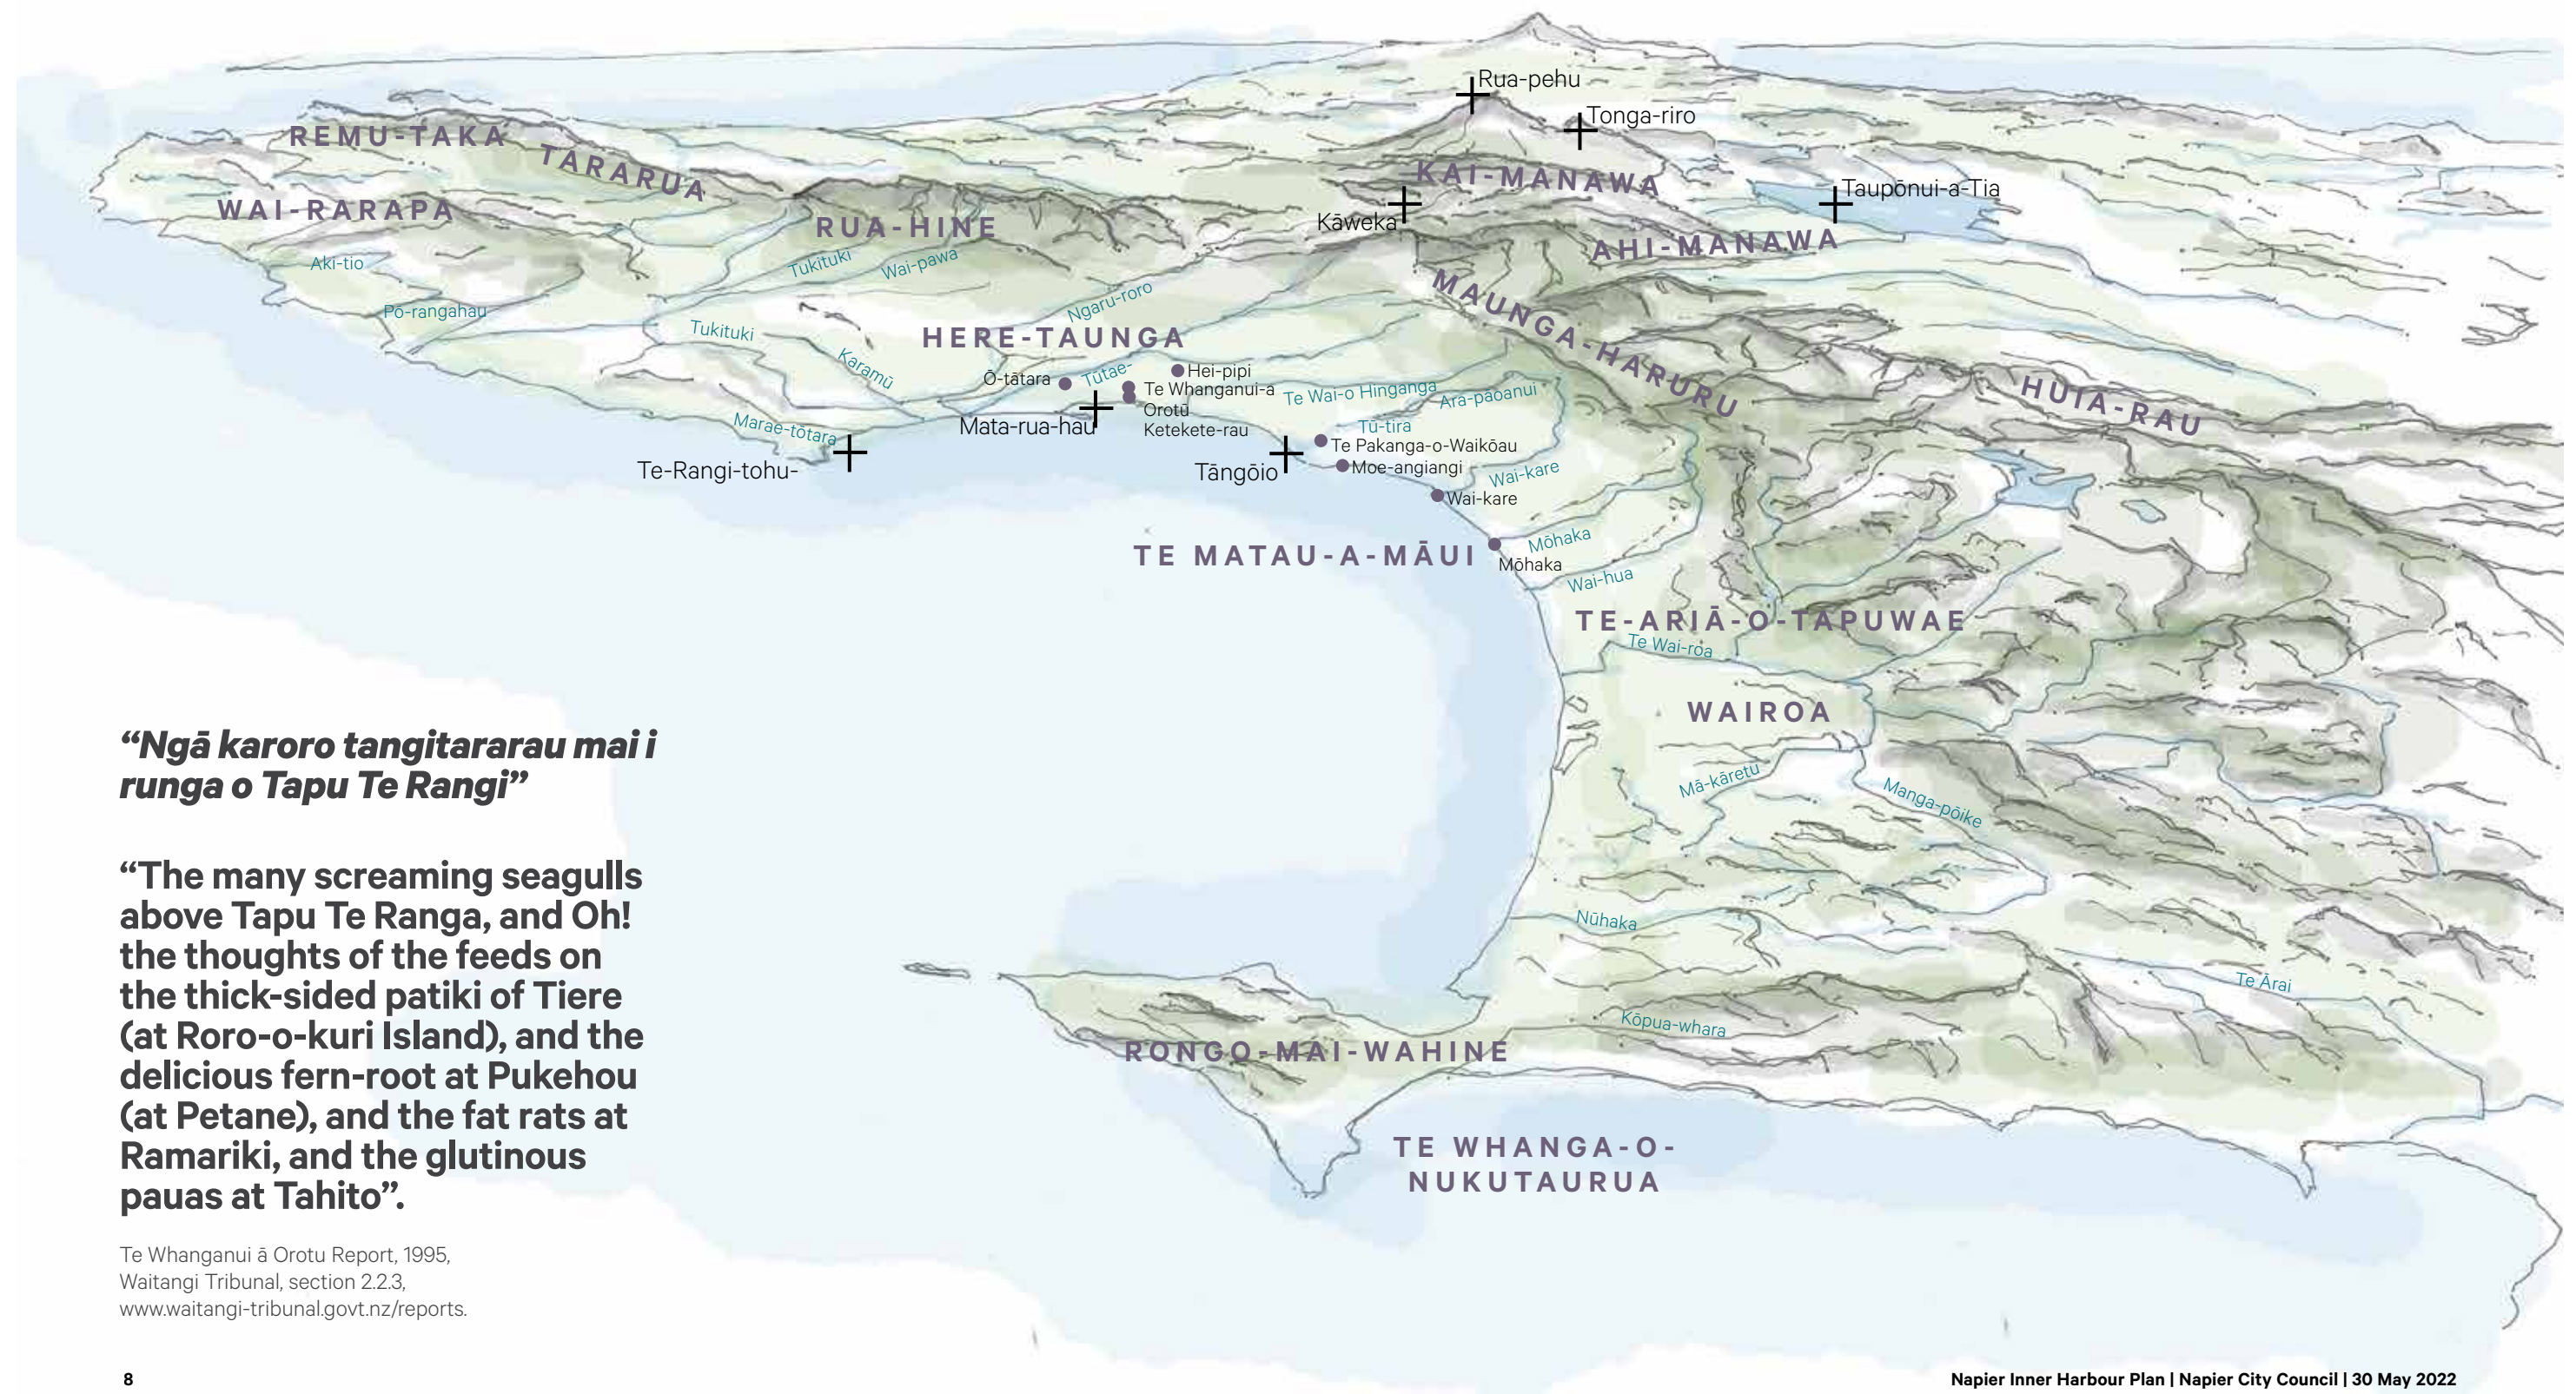 Rua-pehu
Tonga-riro
REMU-TAKA
TARARUA
KAI-MANAWA
Taupōnui-a-Tia
WAI-RARAPA
RUA-HINE
Kāweka
AHI-MANAWA
Aki-tio
Tukituki
Wai-pawa
MAUNGA-HARURU
Pō-rangahau
Ngaru-roro
Tukituki
HERE-TAUNGA
Karamū
Ō-tātara
Tūtae-
Hei-pipi
Te Whanganui-a
Orotū
Ketekete-rau
Te Wai-o Hinganga
Ara-pāoanui
HUIA-RAU
Marae-tōtara
Mata-rua-hau
Tū-tira
Te Pakanga-o-Waikōau
Te-Rangi-tohu-
Tāngōio
Moe-angiangi
Wai-kare
Wai-kare
TE MATAU-A-MĀUI
Mōhaka
Mōhaka
Wai-hua
TE-ARIĀ-O-TAPUWAE
Te Wai-roa
WAIROA
Mā-kāretu
Manga-pōike
Nūhaka
Te Ārai
Kōpua-whara
RONGO-MAI-WAHINE
TE WHANGA-O-
NUKUTAURUA
“Ngā karoro tangitararau mai i
runga o Tapu Te Rangi”
“The many screaming seagulls
above Tapu Te Ranga, and Oh!
the thoughts of the feeds on
the thick-sided patiki of Tiere
(at Roro-o-kuri Island), and the
delicious fern-root at Pukehou
(at Petane), and the fat rats at
Ramariki, and the glutinous
pauas at Tahito”.
Te Whanganui ā Orotu Report, 1995,
Waitangi Tribunal, section 2.2.3,
www.waitangi-tribunal.govt.nz/reports.
8
Napier Inner Harbour Plan | Napier City Council | 30 May 2022